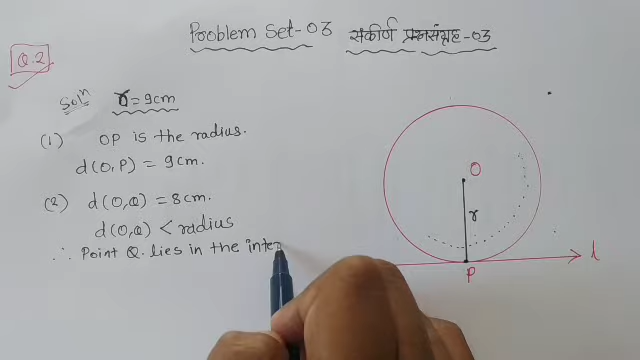 Problem Set-03 संकीर्ण प्रश्नसंग्रह-03
Q.2
Solⁿ r = 9cm
(1) OP is the radius.
d(O,P) = 9cm.
(2) d(O,Q) = 8cm.
d(O,Q) < radius
∴ Point Q. lies in the inte
O
r
P
l